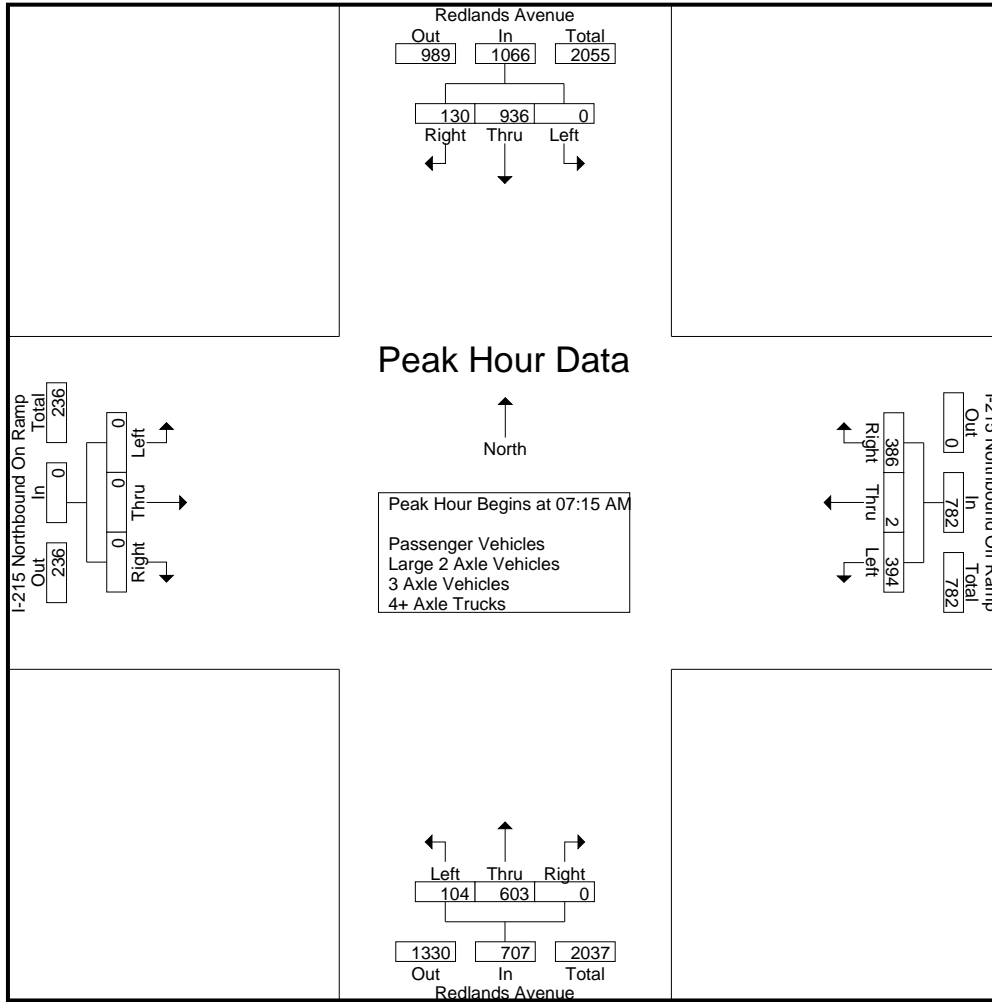 Redlands Avenue
Out In Total
989 1066 2055
130 936 0
Right Thru Left
Peak Hour Data
North
Peak Hour Begins at 07:15 AM
Passenger Vehicles
Large 2 Axle Vehicles
3 Axle Vehicles
4+ Axle Trucks
I-215 Northbound On Ramp
Total In Out
236 0 236
0 0 0
Left Thru Right
I-215 Northbound On Ramp
Out In Total
0 782 782
386 2 394
Right Thru Left
Left Thru Right
104 603 0
1330 707 2037
Out In Total
Redlands Avenue